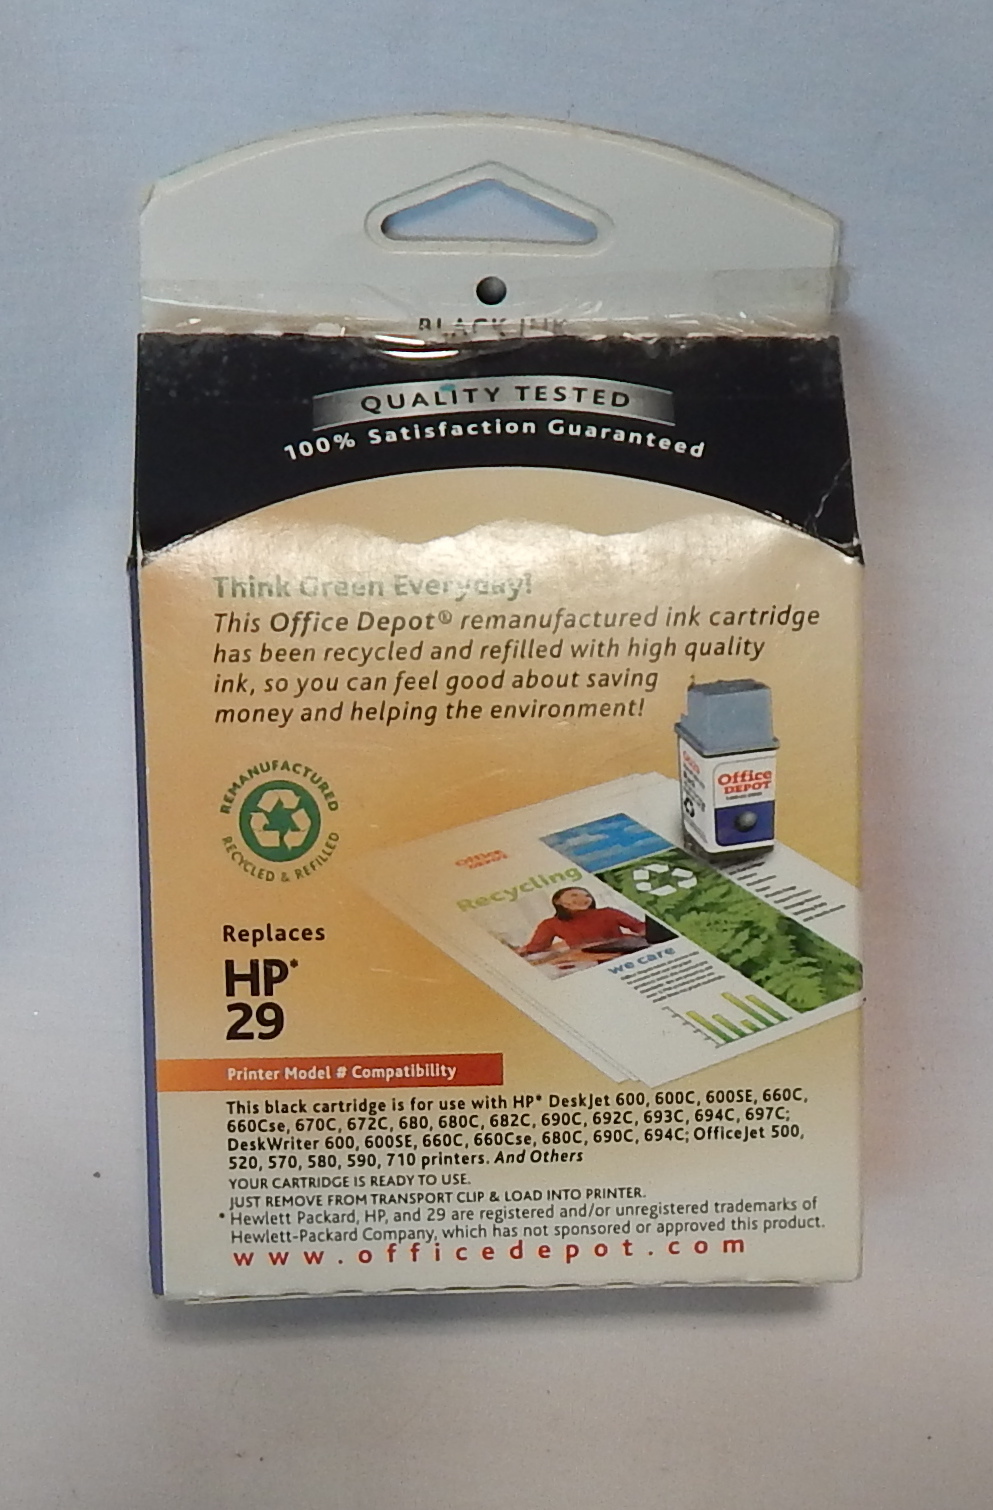 BLACK INK
QUALITY TESTED
100% Satisfaction Guaranteed
Think Green Everyday!
This Office Depot® remanufactured ink cartridge
has been recycled and refilled with high quality
ink, so you can feel good about saving
money and helping the environment!
REMANUFACTURED
RECYCLED & REFILLED
Office
DEPOT
Office
DEPOT
Recycling
we care
Replaces
HP*
29
Printer Model # Compatibility
This black cartridge is for use with HP* DeskJet 600, 600C, 600SE, 660C,
660Cse, 670C, 672C, 680, 680C, 682C, 690C, 692C, 693C, 694C, 697C;
DeskWriter 600, 600SE, 660C, 660Cse, 680C, 690C, 694C; OfficeJet 500,
520, 570, 580, 590, 710 printers. And Others
YOUR CARTRIDGE IS READY TO USE.
JUST REMOVE FROM TRANSPORT CLIP & LOAD INTO PRINTER.
* Hewlett Packard, HP, and 29 are registered and/or unregistered trademarks of
Hewlett-Packard Company, which has not sponsored or approved this product.
www.officedepot.com